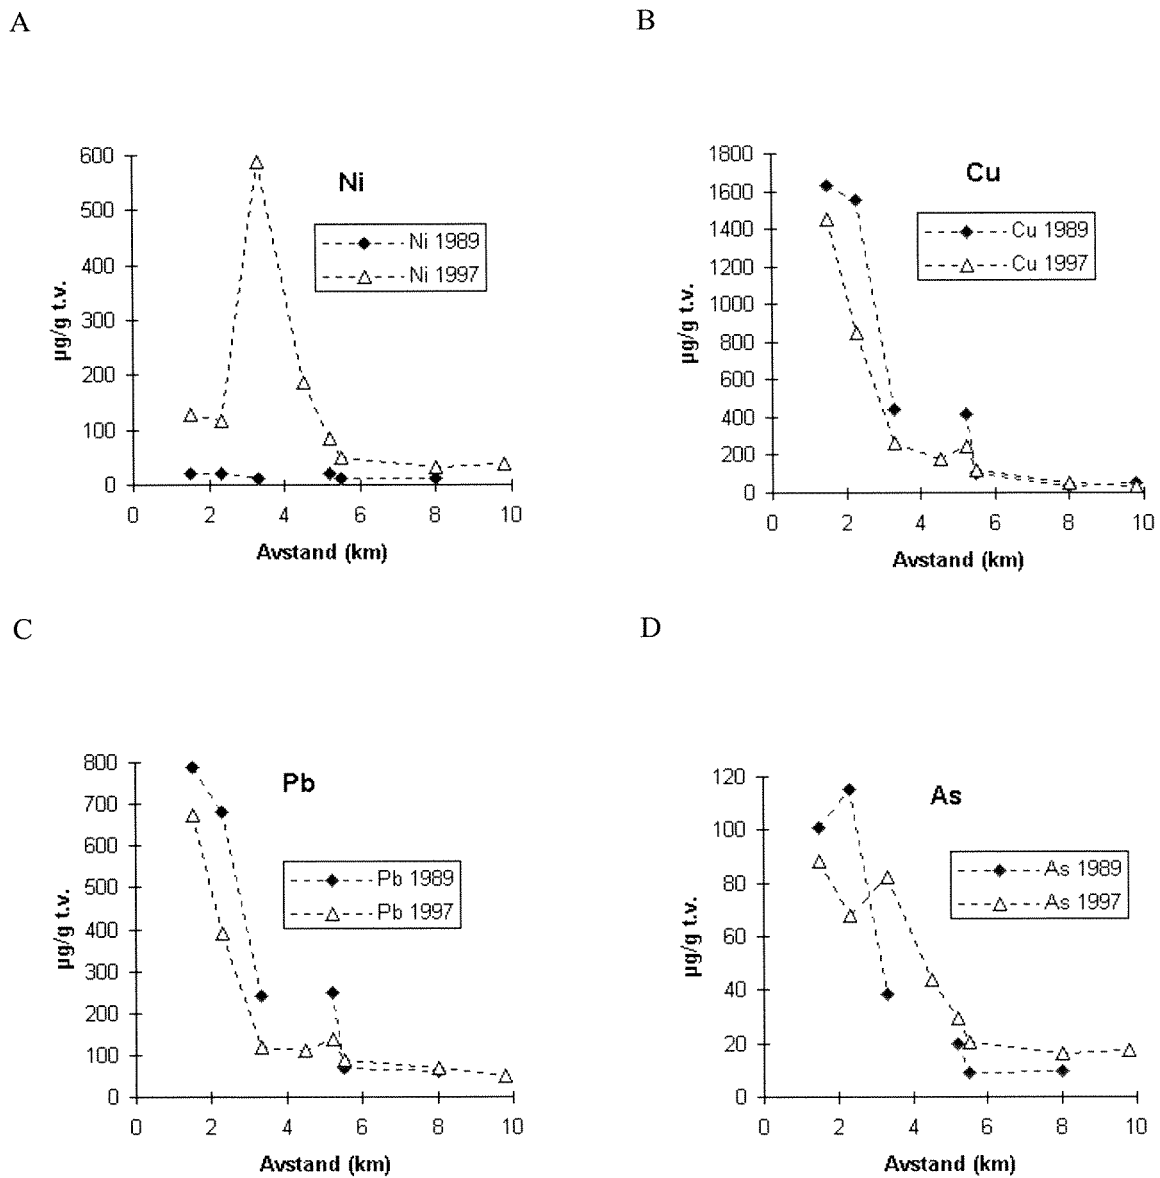 A
B
Ni
Ni 1989
Ni 1997
600
500
400
300
200
100
0
µg/g t.v.
0 2 4 6 8 10
Avstand (km)
Cu
Cu 1989
Cu 1997
1800
1600
1400
1200
1000
800
600
400
200
0
µg/g t.v.
0 2 4 6 8 10
Avstand (km)
C
D
Pb
Pb 1989
Pb 1997
800
700
600
500
400
300
200
100
0
µg/g t.v.
0 2 4 6 8 10
Avstand (km)
As
As 1989
As 1997
120
100
80
60
40
20
0
µg/g t.v.
0 2 4 6 8 10
Avstand (km)